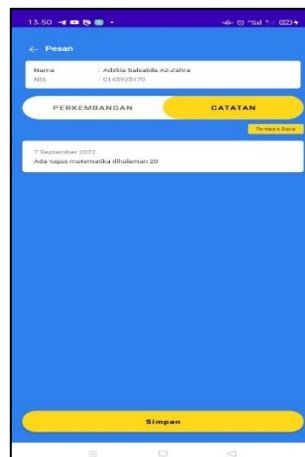 13.50
← Pesan
Nama : Adzkia Salsabila Az-Zahra
NIS : 0145935170
PERKEMBANGAN CATATAN
Tambah Data
7 September 2022
Ada tugas matematika dihalaman 20
Simpan